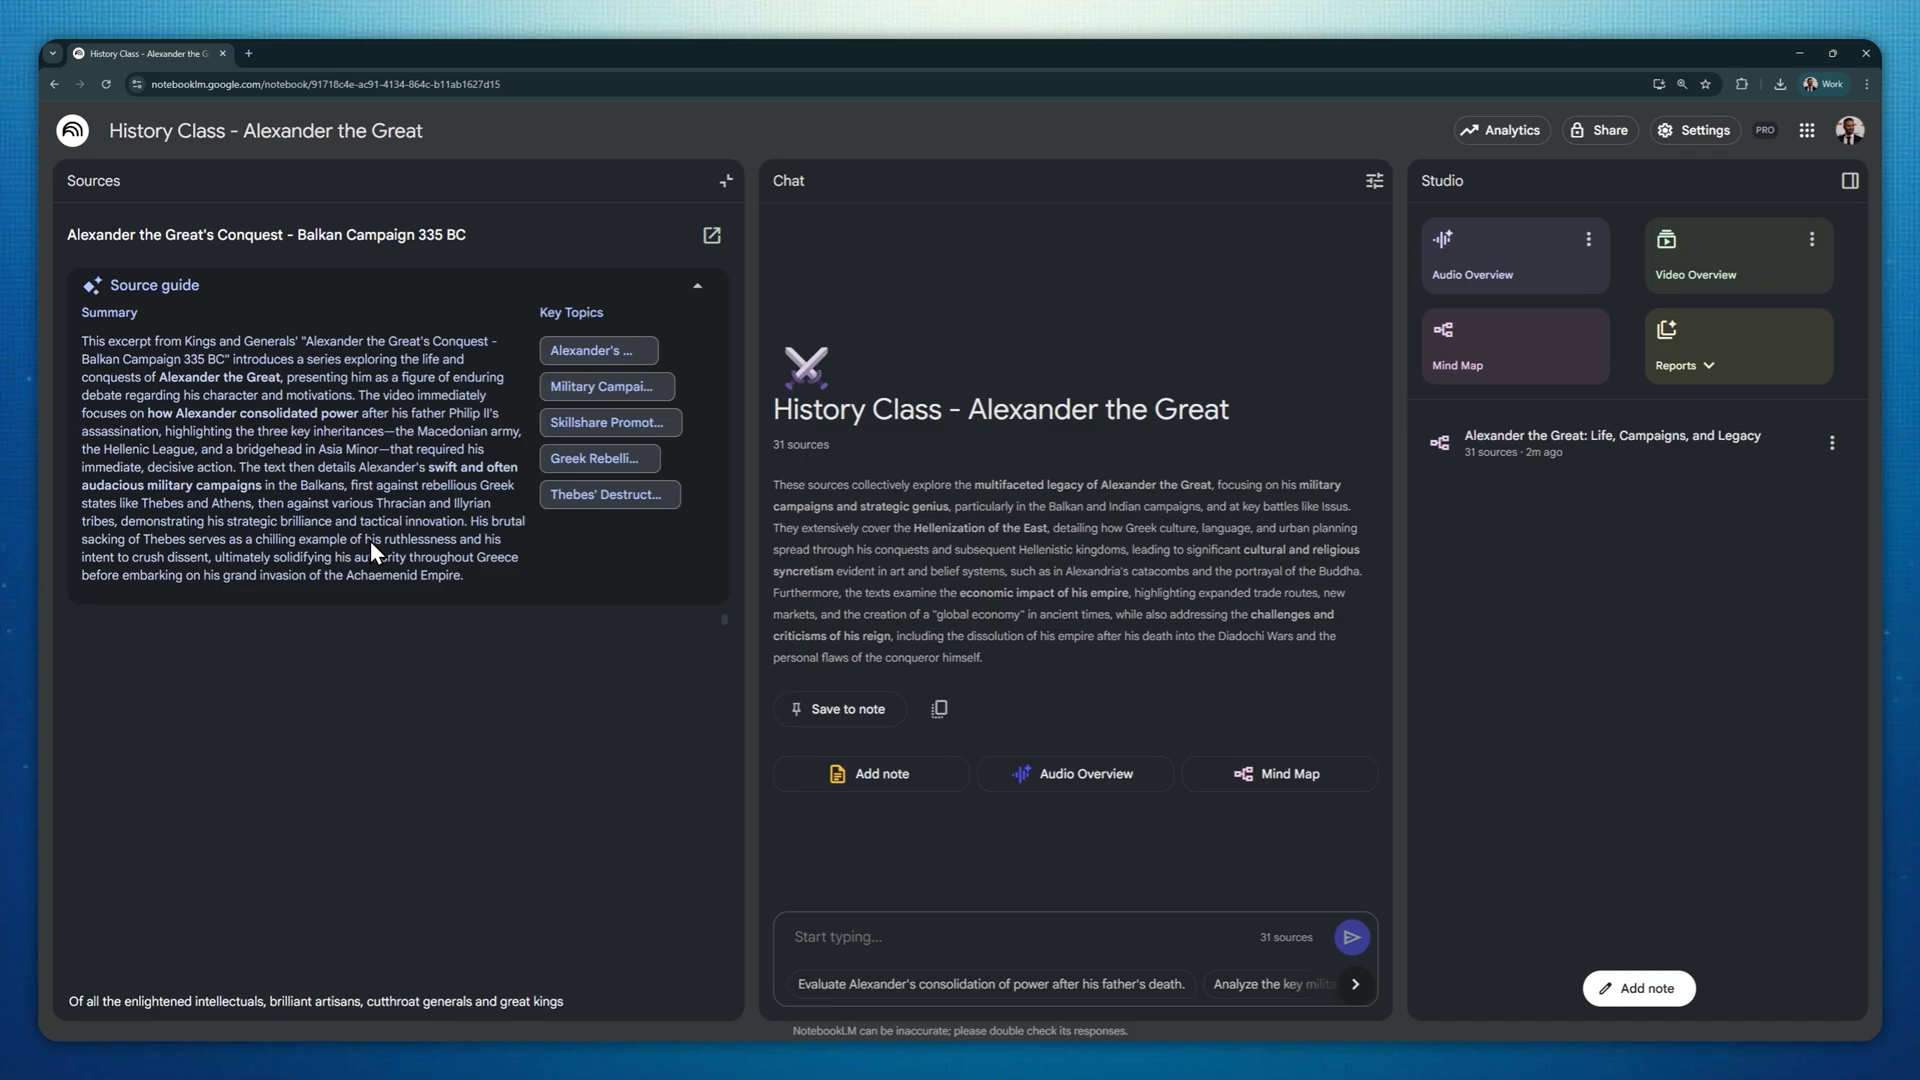 History Class - Alexander the G
notebooklm.google.com/notebook/91718c4e-ac91-4134-864c-b11ab1627d15
Work
History Class - Alexander the Great
Analytics
Share
Settings
PRO
Sources
Alexander the Great's Conquest - Balkan Campaign 335 BC
Source guide
Summary
This excerpt from Kings and Generals' "Alexander the Great's Conquest -
Balkan Campaign 335 BC" introduces a series exploring the life and
conquests of Alexander the Great, presenting him as a figure of enduring
debate regarding his character and motivations. The video immediately
focuses on how Alexander consolidated power after his father Philip II's
assassination, highlighting the three key inheritances—the Macedonian army,
the Hellenic League, and a bridgehead in Asia Minor—that required his
immediate, decisive action. The text then details Alexander's swift and often
audacious military campaigns in the Balkans, first against rebellious Greek
states like Thebes and Athens, then against various Thracian and Illyrian
tribes, demonstrating his strategic brilliance and tactical innovation. His brutal
sacking of Thebes serves as a chilling example of his ruthlessness and his
intent to crush dissent, ultimately solidifying his authority throughout Greece
before embarking on his grand invasion of the Achaemenid Empire.
Key Topics
Alexander's ...
Military Campai...
Skillshare Promot...
Greek Rebelli...
Thebes' Destruct...
Of all the enlightened intellectuals, brilliant artisans, cutthroat generals and great kings
Chat
History Class - Alexander the Great
31 sources
These sources collectively explore the multifaceted legacy of Alexander the Great, focusing on his military
campaigns and strategic genius, particularly in the Balkan and Indian campaigns, and at key battles like Issus.
They extensively cover the Hellenization of the East, detailing how Greek culture, language, and urban planning
spread through his conquests and subsequent Hellenistic kingdoms, leading to significant cultural and religious
syncretism evident in art and belief systems, such as in Alexandria's catacombs and the portrayal of the Buddha.
Furthermore, the texts examine the economic impact of his empire, highlighting expanded trade routes, new
markets, and the creation of a "global economy" in ancient times, while also addressing the challenges and
criticisms of his reign, including the dissolution of his empire after his death into the Diadochi Wars and the
personal flaws of the conqueror himself.
Save to note
Add note
Audio Overview
Mind Map
Start typing...
31 sources
Evaluate Alexander's consolidation of power after his father's death.
Analyze the key milita
NotebookLM can be inaccurate; please double check its responses.
Studio
Audio Overview
Video Overview
Mind Map
Reports
Alexander the Great: Life, Campaigns, and Legacy
31 sources · 2m ago
Add note